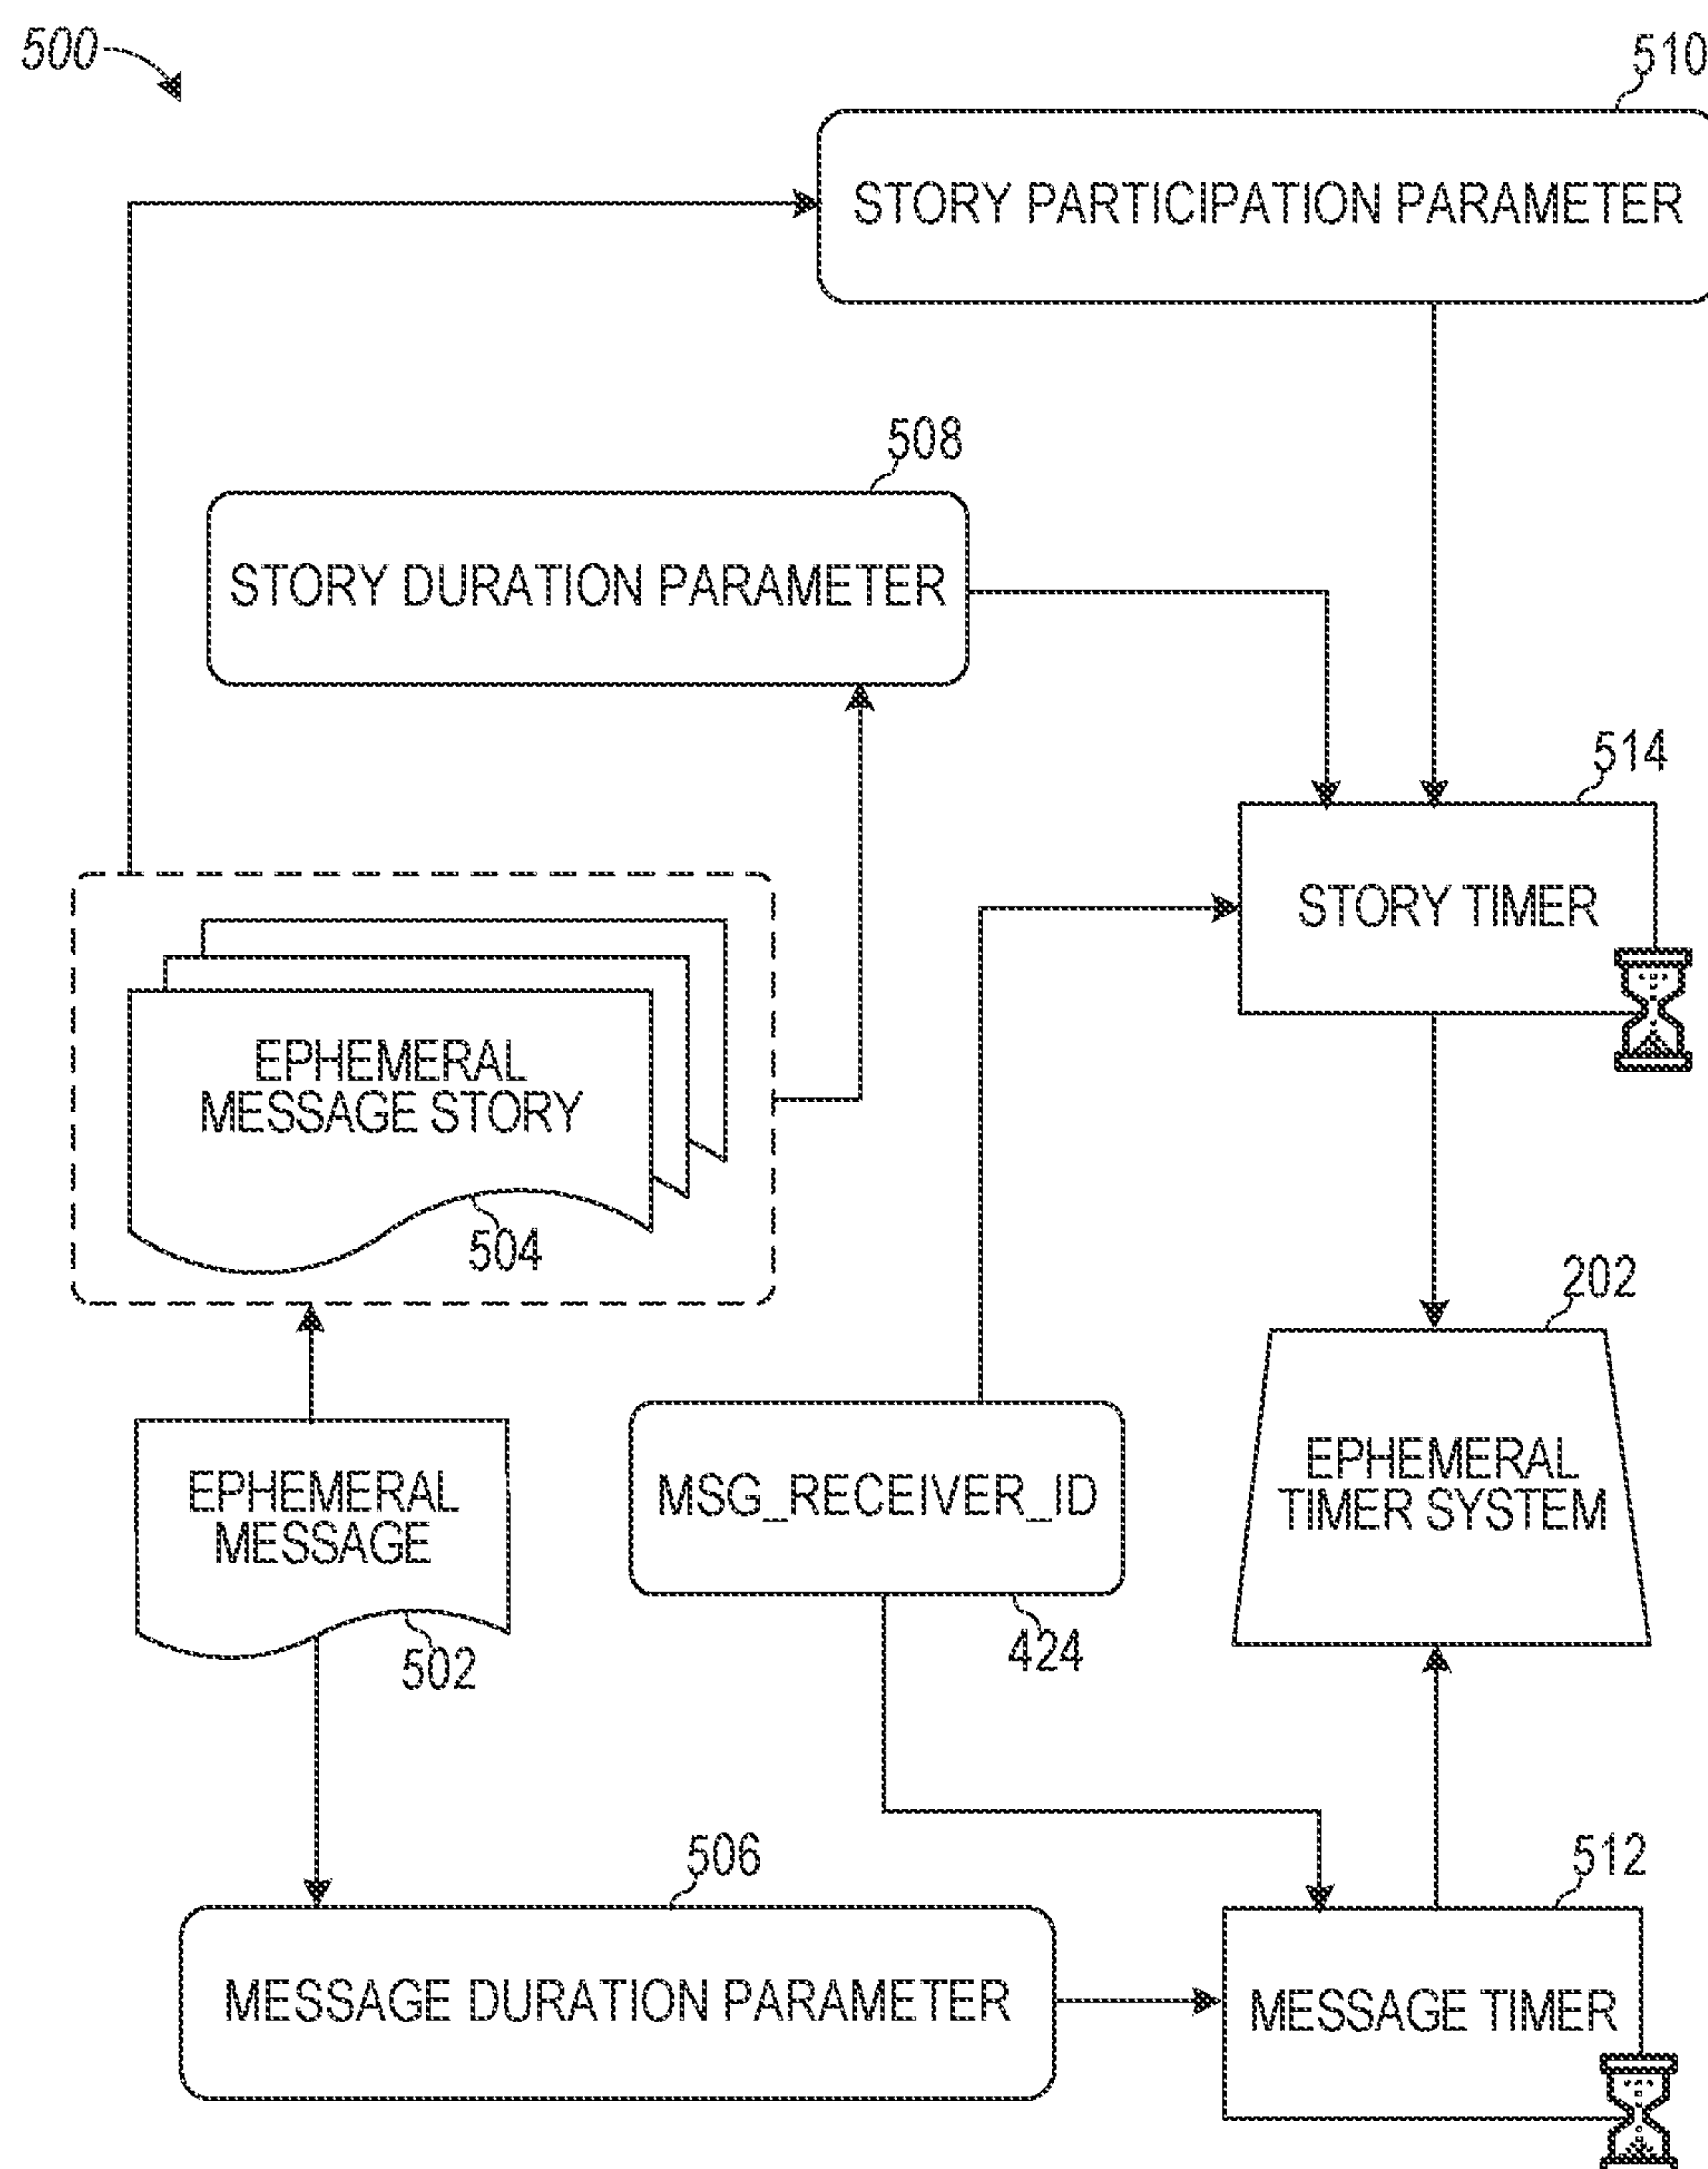 500
510
STORY PARTICIPATION PARAMETER
508
STORY DURATION PARAMETER
514
STORY TIMER
EPHEMERAL
MESSAGE STORY
504
202
EPHEMERAL
MESSAGE
502
MSG_RECEIVER_ID
424
EPHEMERAL
TIMER SYSTEM
506
MESSAGE DURATION PARAMETER
512
MESSAGE TIMER